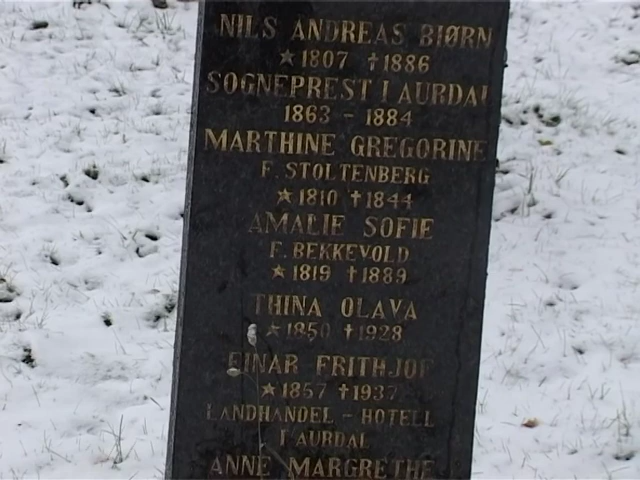 NILS ANDREAS BIØRN
★1807 †1886
SOGNEPREST I AURDAL
1863 - 1884
MARTHINE GREGORINE
F. STOLTENBERG
★1810 †1844
AMALIE SOFIE
F. BEKKEVOLD
★1819 †1889
THINA OLAVA
★1850 †1928
EINAR FRITHJOF
★1857 †1937
LANDHANDEL - HOTELL
I AURDAL
ANNE MARGRETHE